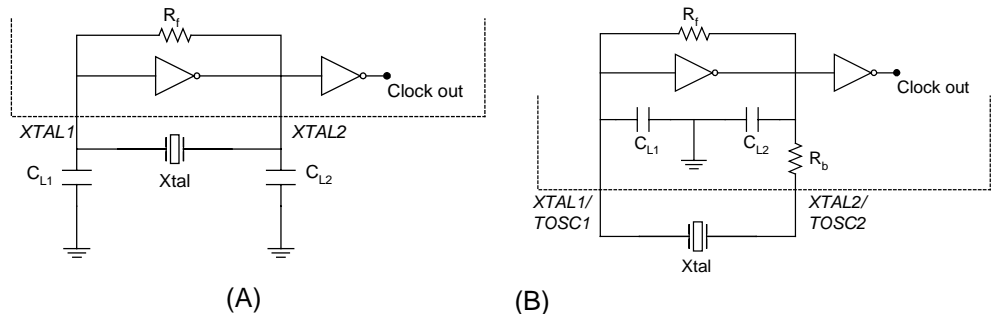 R_f
Clock out
XTAL1
XTAL2
C_L1
Xtal
C_L2
(A)
R_f
Clock out
C_L1
C_L2
R_b
XTAL1/
TOSC1
XTAL2/
TOSC2
Xtal
(B)